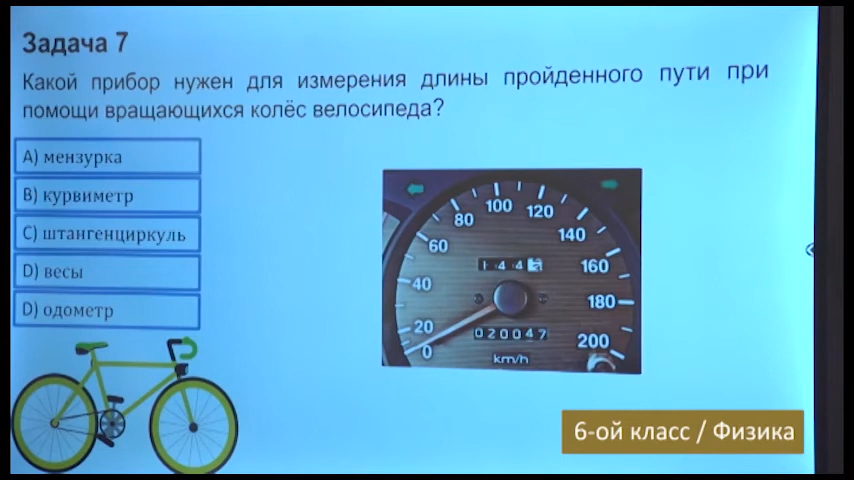 Задача 7
Какой прибор нужен для измерения длины пройденного пути при
помощи вращающихся колёс велосипеда?
A) мензурка
B) курвиметр
C) штангенциркуль
D) весы
D) одометр
0
20
40
60
80
100
120
140
160
180
200
020047
km/h
6-ой класс / Физика